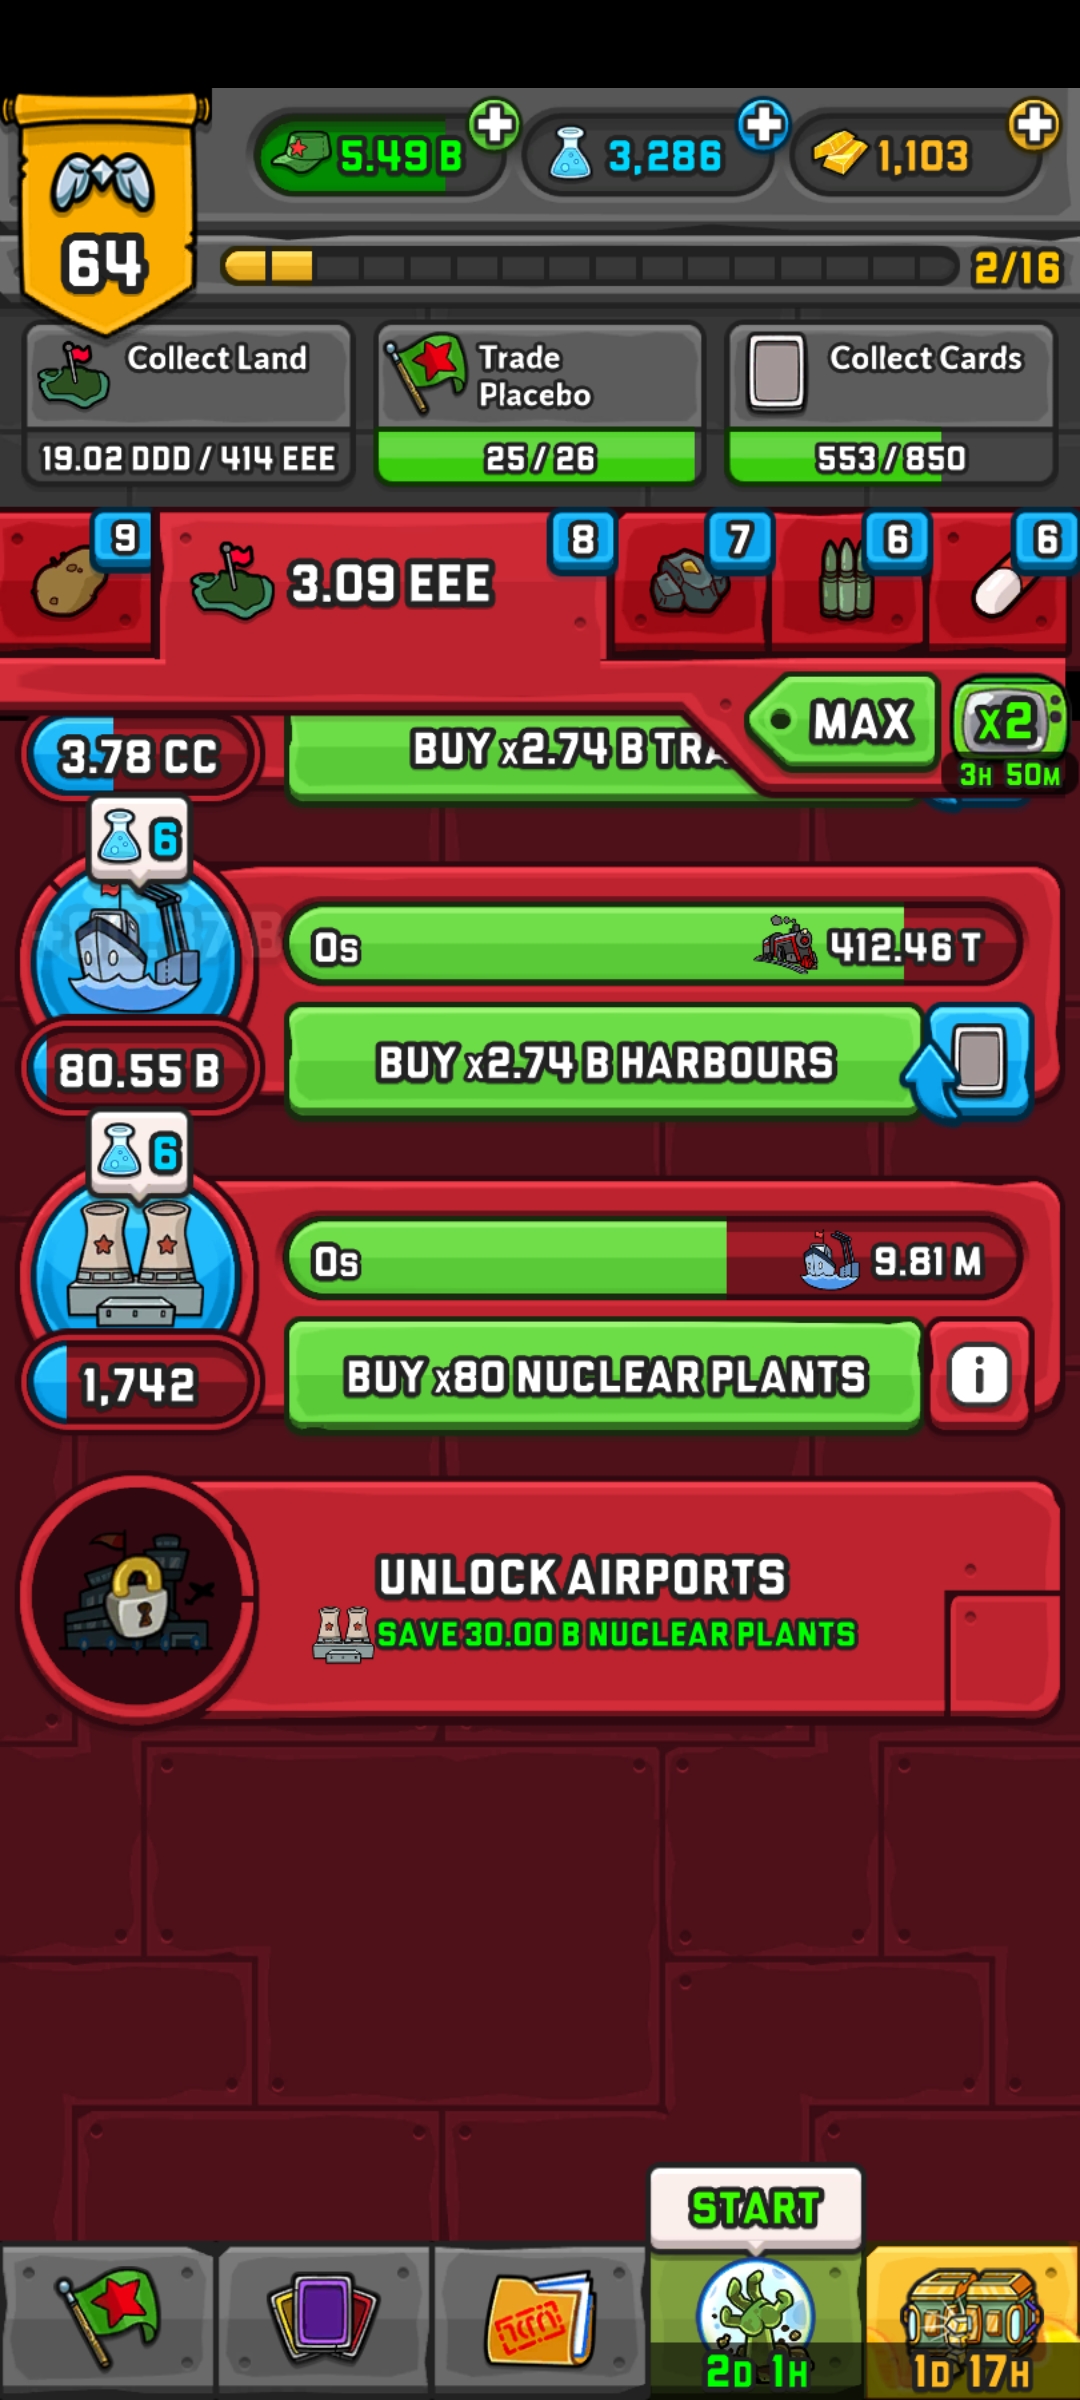 5.49 B
3,286
1,103
64
2/16
Collect Land
19.02 DDD / 414 EEE
Trade
Placebo
25 / 26
Collect Cards
553 / 850
9
3.09 EEE
8
7
6
6
MAX
x2
3H 50M
3.78 CC
BUY x2.74 B TRA
6
0s
412.46 T
80.55 B
BUY x2.74 B HARBOURS
6
0s
9.81 M
1,742
BUY x80 NUCLEAR PLANTS
i
UNLOCK AIRPORTS
SAVE 30.00 B NUCLEAR PLANTS
START
2D 1H
1D 17H